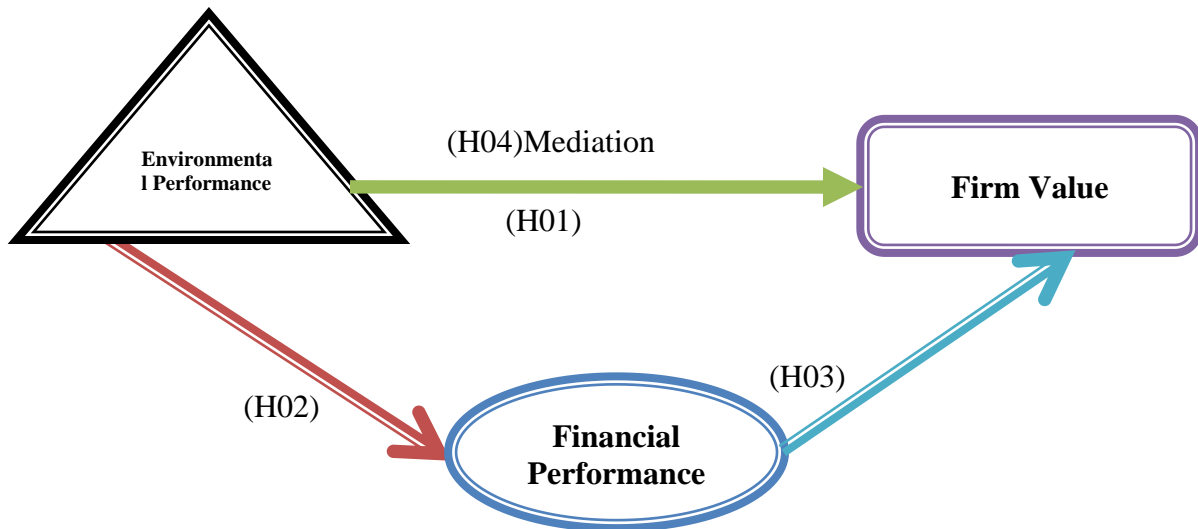 (H04)Mediation
Environmenta
l Performance
Firm Value
(H01)
(H02)
(H03)
Financial
Performance